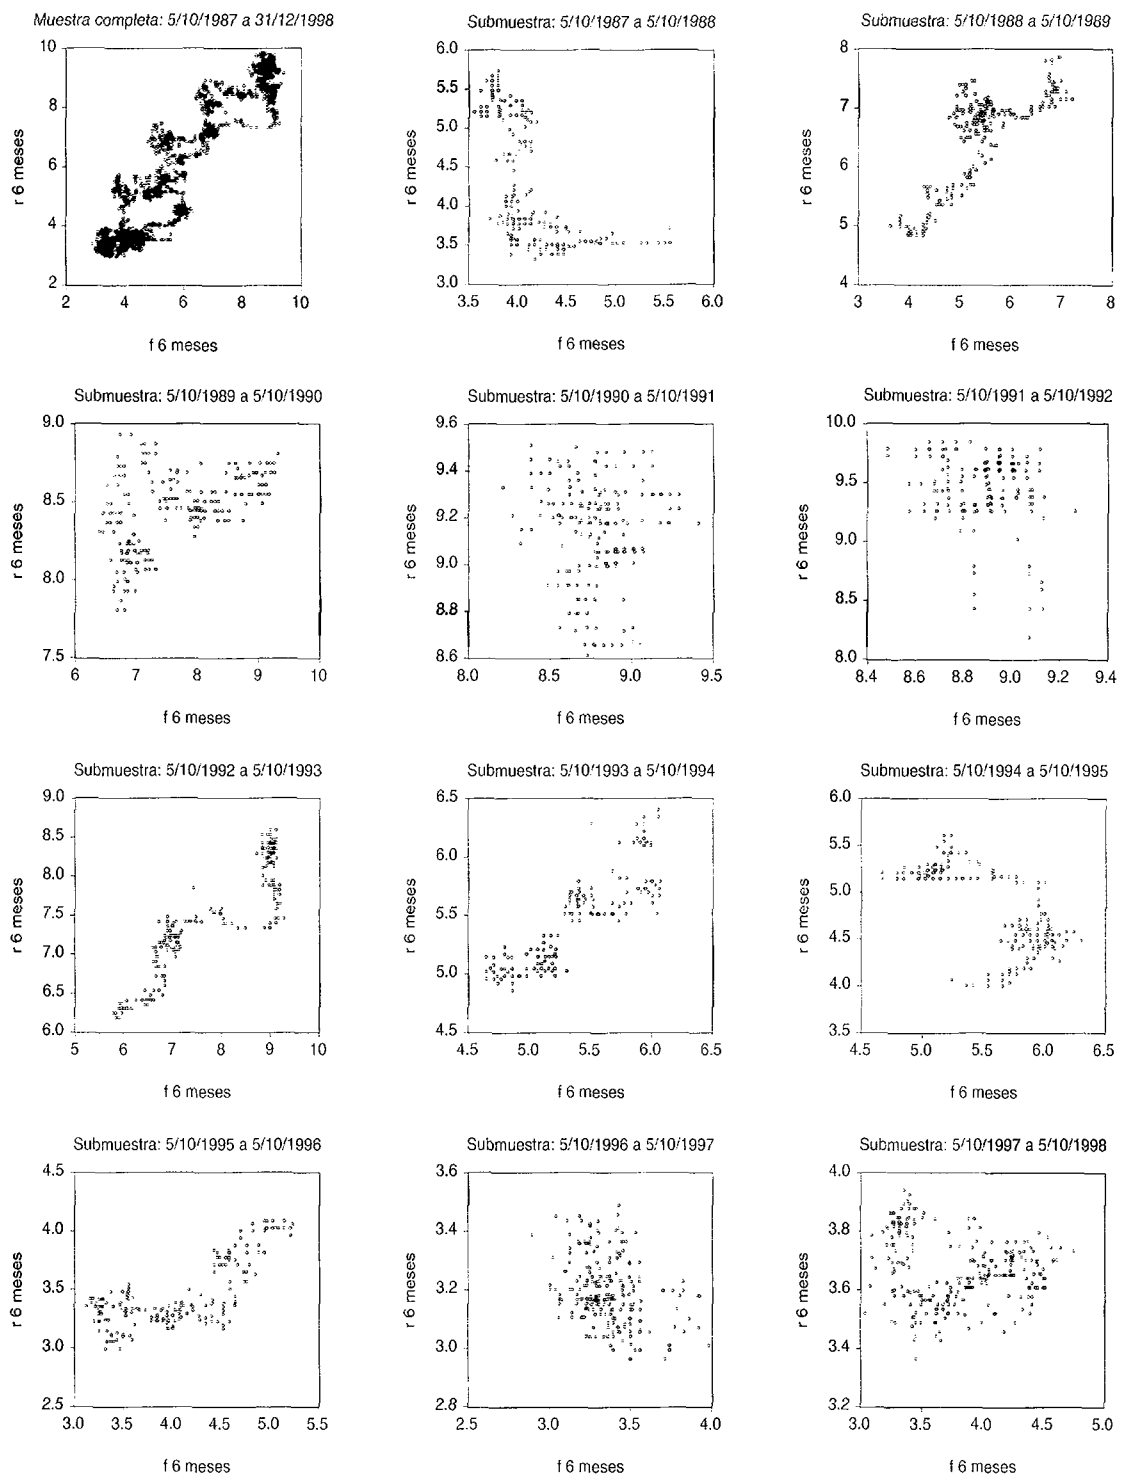 Muestra completa: 5/10/1987 a 31/12/1998
Submuestra: 5/10/1987 a 5/10/1988
Submuestra: 5/10/1988 a 5/10/1989
10
8
6
4
2
r 6 meses
2 4 6 8 10
f 6 meses
6.0
5.5
5.0
4.5
4.0
3.5
3.0
r 6 meses
3.5 4.0 4.5 5.0 5.5 6.0
f 6 meses
8
7
6
5
4
r 6 meses
3 4 5 6 7 8
f 6 meses
Submuestra: 5/10/1989 a 5/10/1990
Submuestra: 5/10/1990 a 5/10/1991
Submuestra: 5/10/1991 a 5/10/1992
9.0
8.5
8.0
7.5
r 6 meses
6 7 8 9 10
f 6 meses
9.6
9.4
9.2
9.0
8.8
8.6
r 6 meses
8.0 8.5 9.0 9.5
f 6 meses
10.0
9.5
9.0
8.5
8.0
r 6 meses
8.4 8.6 8.8 9.0 9.2 9.4
f 6 meses
Submuestra: 5/10/1992 a 5/10/1993
Submuestra: 5/10/1993 a 5/10/1994
Submuestra: 5/10/1994 a 5/10/1995
9.0
8.5
8.0
7.5
7.0
6.5
6.0
r 6 meses
5 6 7 8 9 10
f 6 meses
6.5
6.0
5.5
5.0
4.5
r 6 meses
4.5 5.0 5.5 6.0 6.5
f 6 meses
6.0
5.5
5.0
4.5
4.0
3.5
r 6 meses
4.5 5.0 5.5 6.0 6.5
f 6 meses
Submuestra: 5/10/1995 a 5/10/1996
Submuestra: 5/10/1996 a 5/10/1997
Submuestra: 5/10/1997 a 5/10/1998
4.5
4.0
3.5
3.0
2.5
r 6 meses
3.0 3.5 4.0 4.5 5.0 5.5
f 6 meses
3.6
3.4
3.2
3.0
2.8
r 6 meses
2.5 3.0 3.5 4.0
f 6 meses
4.0
3.8
3.6
3.4
3.2
r 6 meses
3.0 3.5 4.0 4.5 5.0
f 6 meses